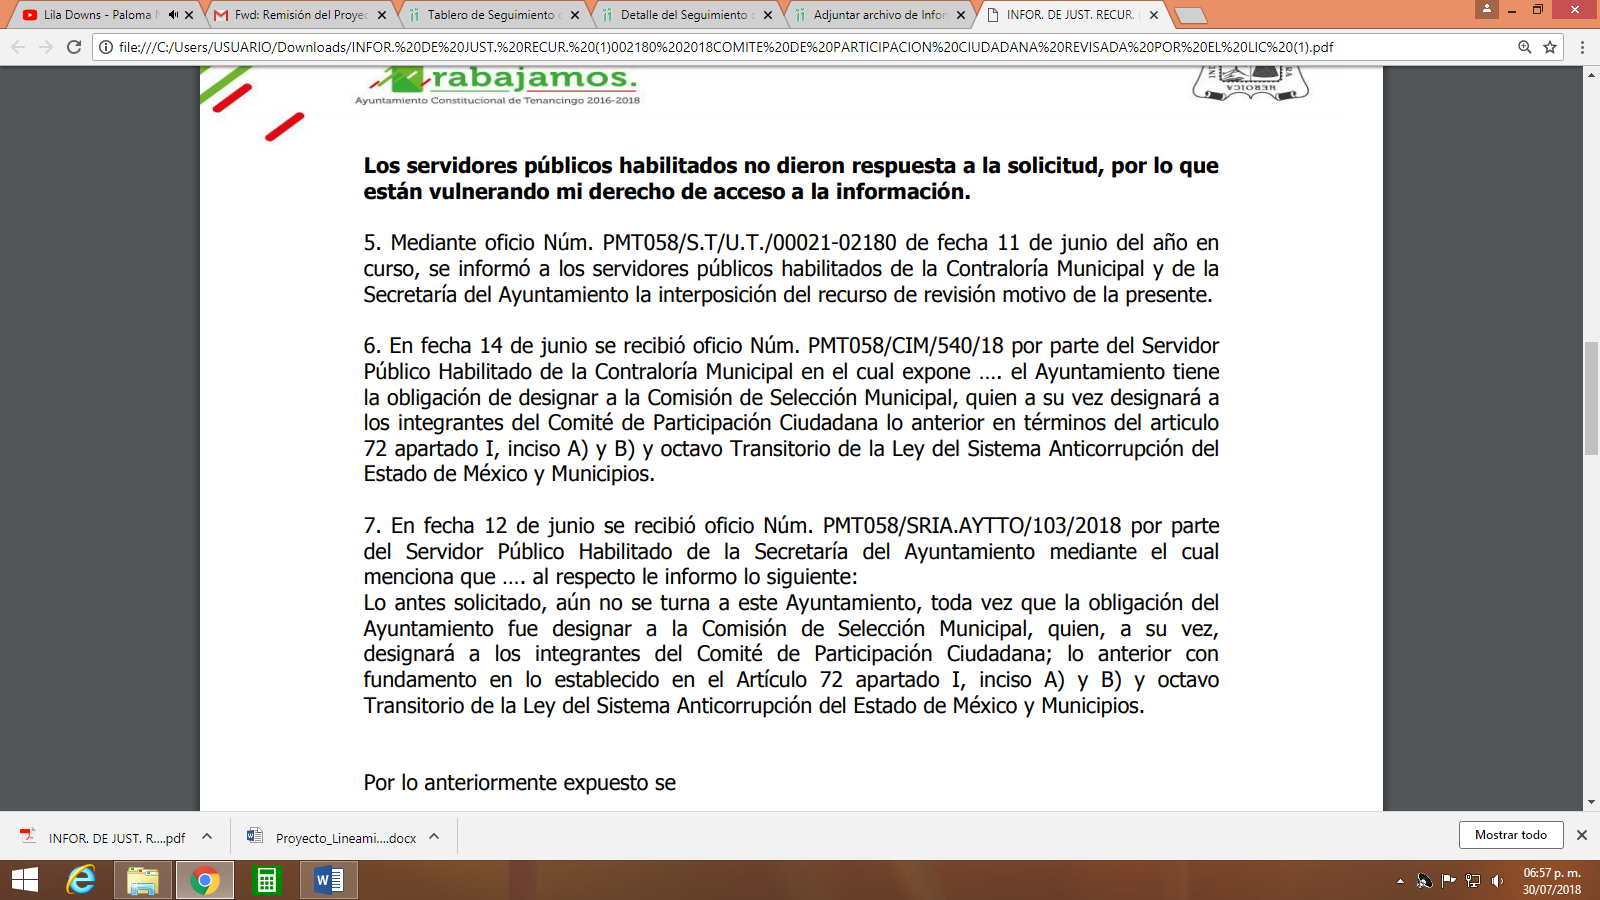 Lila Downs - Paloma
Fwd: Remisión del Proyec
Tablero de Seguimiento
Detalle del Seguimiento
Adjuntar archivo de Infor
INFOR. DE JUST. RECUR.
file:///C:/Users/USUARIO/Downloads/INFOR.%20DE%20JUST.%20RECUR.%20(1)002180%202018COMITE%20DE%20PARTICIPACION%20CIUDADANA%20REVISADA%20POR%20EL%20LIC%20(1).pdf
rabajamos.
Ayuntamiento Constitucional de Tenancingo 2016-2018
HEROICA
Los servidores públicos habilitados no dieron respuesta a la solicitud, por lo que
están vulnerando mi derecho de acceso a la información.
5. Mediante oficio Núm. PMT058/S.T/U.T./00021-02180 de fecha 11 de junio del año en
curso, se informó a los servidores públicos habilitados de la Contraloría Municipal y de la
Secretaría del Ayuntamiento la interposición del recurso de revisión motivo de la presente.
6. En fecha 14 de junio se recibió oficio Núm. PMT058/CIM/540/18 por parte del Servidor
Público Habilitado de la Contraloría Municipal en el cual expone .... el Ayuntamiento tiene
la obligación de designar a la Comisión de Selección Municipal, quien a su vez designará a
los integrantes del Comité de Participación Ciudadana lo anterior en términos del articulo
72 apartado I, inciso A) y B) y octavo Transitorio de la Ley del Sistema Anticorrupción del
Estado de México y Municipios.
7. En fecha 12 de junio se recibió oficio Núm. PMT058/SRIA.AYTTO/103/2018 por parte
del Servidor Público Habilitado de la Secretaría del Ayuntamiento mediante el cual
menciona que .... al respecto le informo lo siguiente:
Lo antes solicitado, aún no se turna a este Ayuntamiento, toda vez que la obligación del
Ayuntamiento fue designar a la Comisión de Selección Municipal, quien, a su vez,
designará a los integrantes del Comité de Participación Ciudadana; lo anterior con
fundamento en lo establecido en el Artículo 72 apartado I, inciso A) y B) y octavo
Transitorio de la Ley del Sistema Anticorrupción del Estado de México y Municipios.
Por lo anteriormente expuesto se
INFOR. DE JUST. R....pdf
Proyecto_Lineami....docx
Mostrar todo
06:57 p. m.
30/07/2018